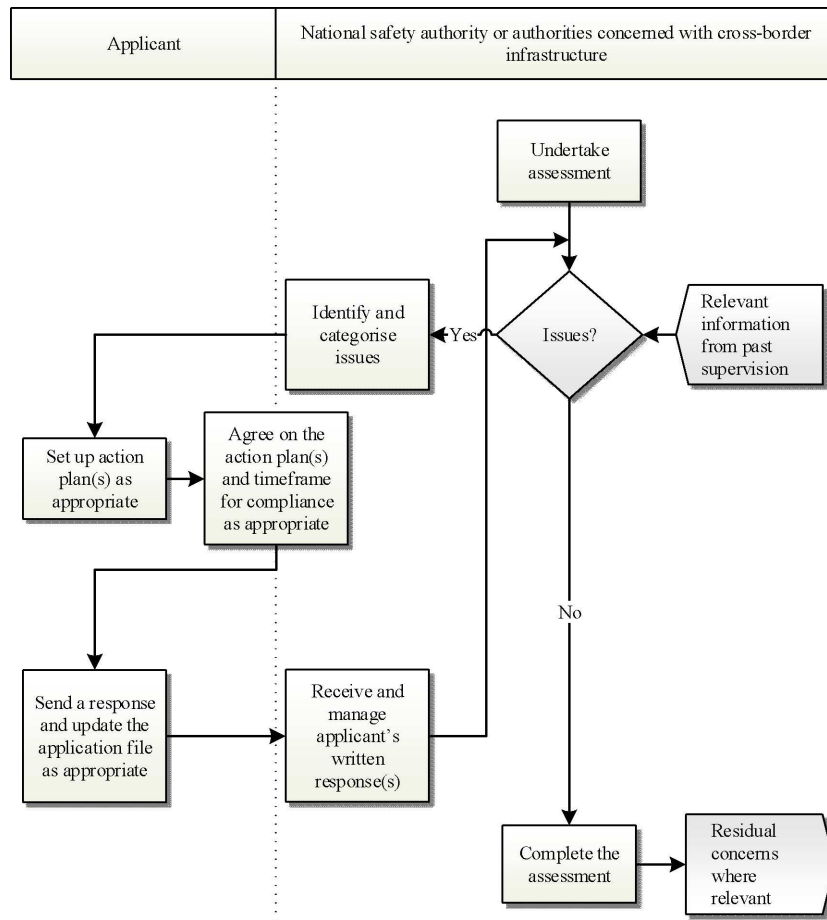 Applicant
National safety authority or authorities concerned with cross-border
infrastructure
Undertake
assessment
Identify and
categorise
issues
Yes
Issues?
Relevant
information
from past
supervision
Set up action
plan(s) as
appropriate
Agree on the
action plan(s)
and timeframe
for compliance
as appropriate
No
Send a response
and update the
application file
as appropriate
Receive and
manage
applicant’s
written
response(s)
Complete the
assessment
Residual
concerns
where
relevant